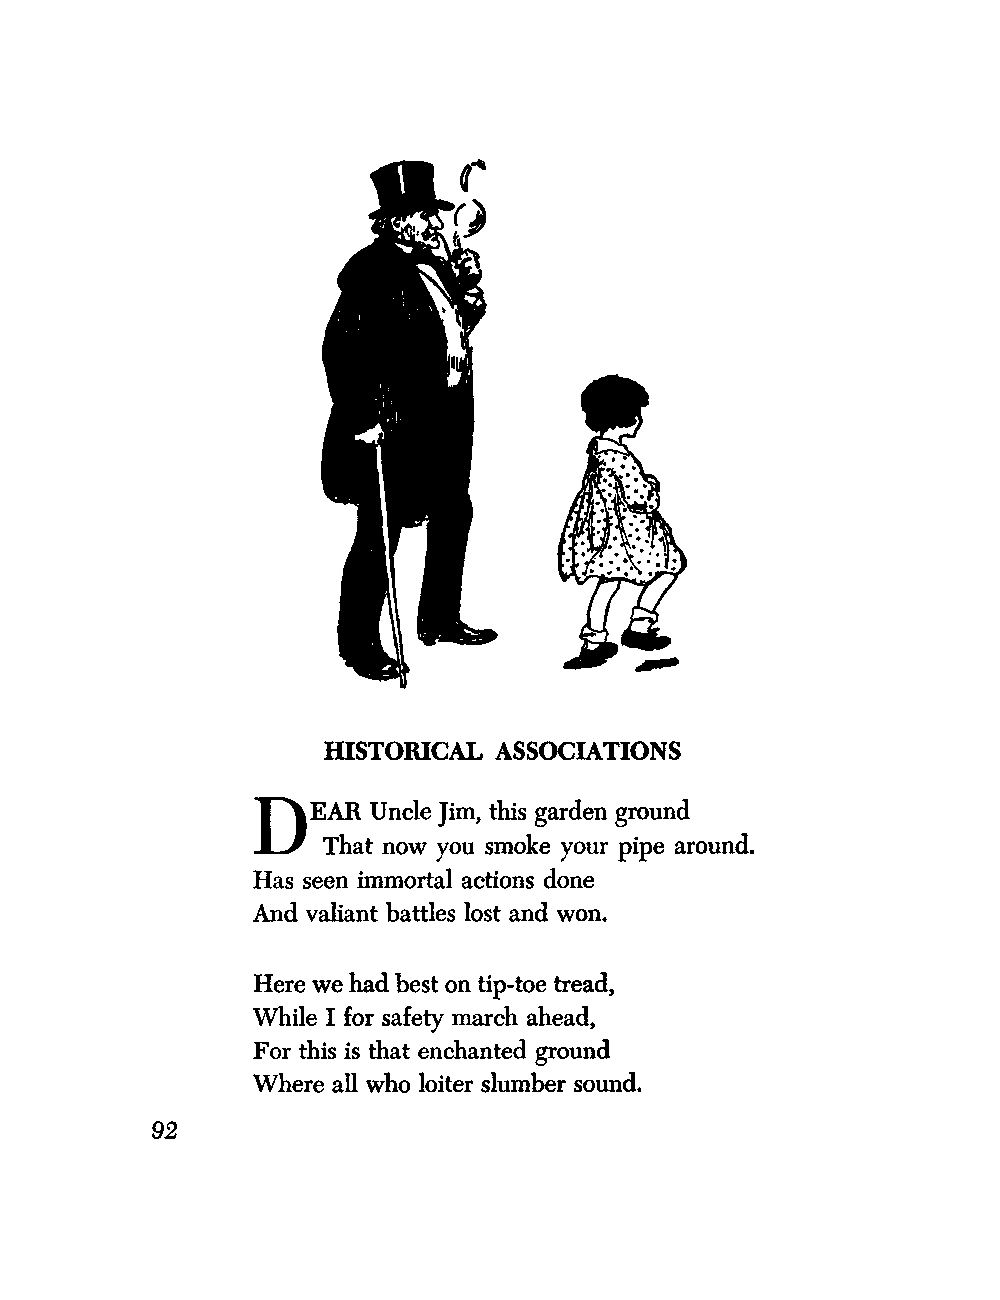 HISTORICAL ASSOCIATIONS
DEAR Uncle Jim, this garden ground
That now you smoke your pipe around.
Has seen immortal actions done
And valiant battles lost and won.
Here we had best on tip-toe tread,
While I for safety march ahead,
For this is that enchanted ground
Where all who loiter slumber sound.
92